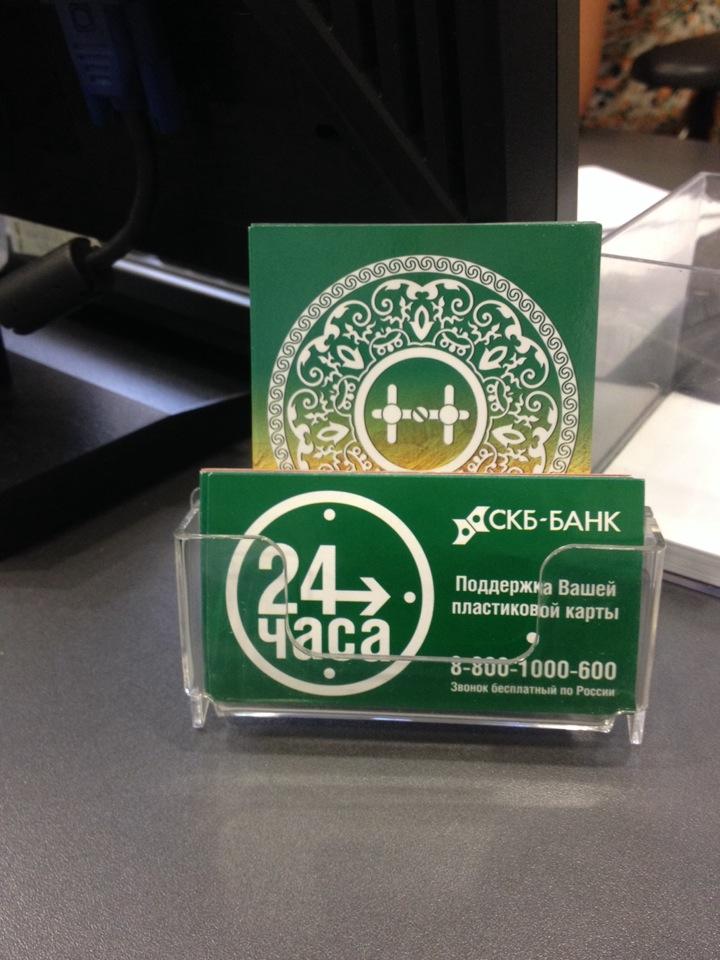 24
часа
СКБ-БАНК
Поддержка Вашей
пластиковой карты
8-800-1000-600
Звонок бесплатный по России